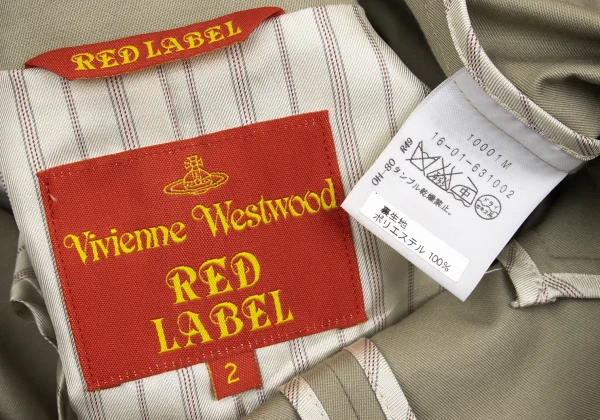 RED LABEL
Vivienne Westwood
RED
LABEL
2
10001M
16-01-631002
タンブル乾燥禁止。
裏生地
ポリエステル 100%